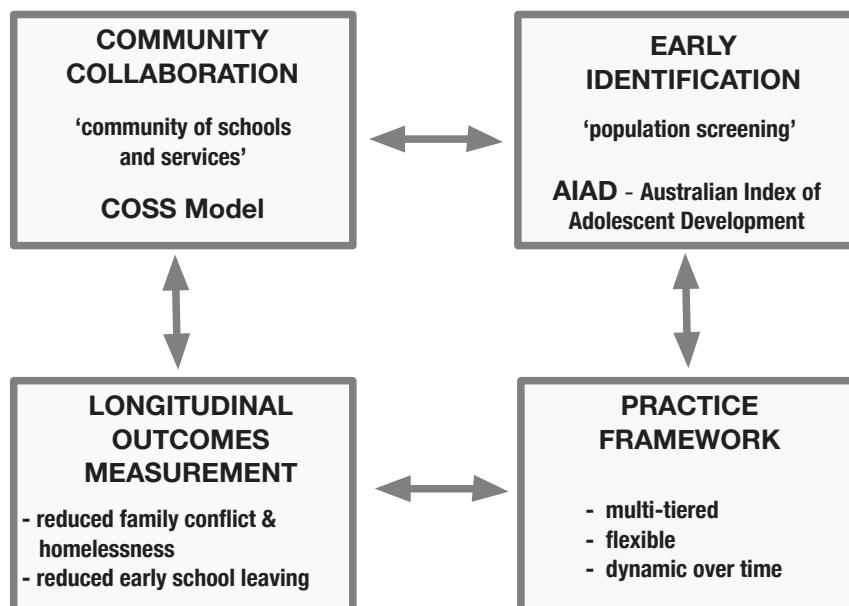 COMMUNITY
COLLABORATION
‘community of schools
and services’
COSS Model
EARLY
IDENTIFICATION
‘population screening’
AIAD - Australian Index of
Adolescent Development
LONGITUDINAL
OUTCOMES
MEASUREMENT
- reduced family conflict &
homelessness
- reduced early school leaving
PRACTICE
FRAMEWORK
- multi-tiered
- flexible
- dynamic over time